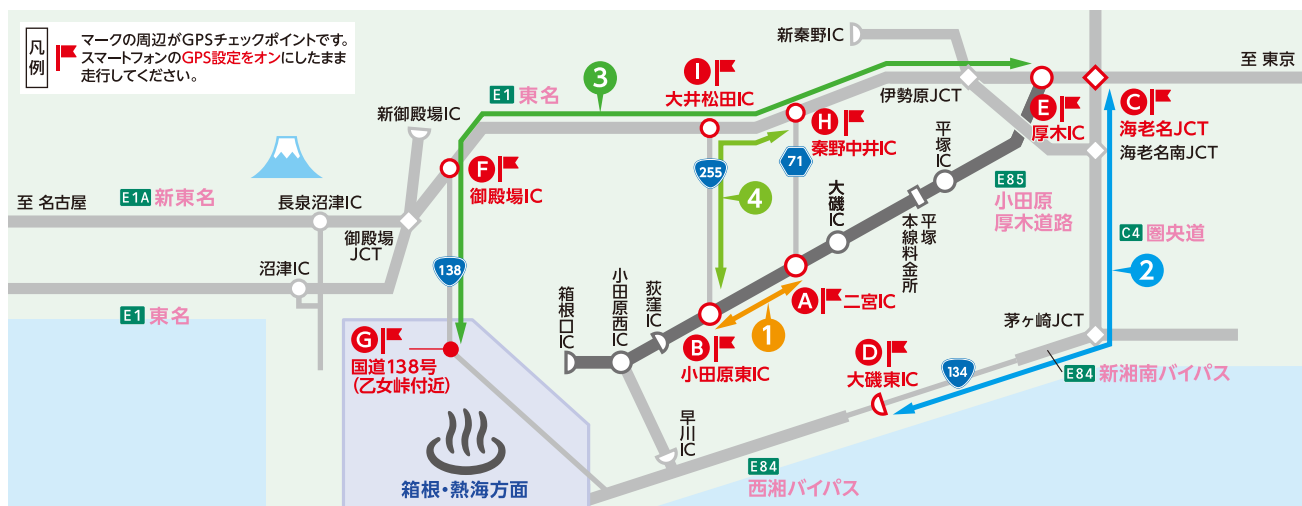 凡例
マークの周辺がGPSチェックポイントです。
スマートフォンのGPS設定をオンにしたまま
走行してください。
新秦野IC
至 東京
I
大井松田IC
3
E1 東名
伊勢原JCT
E
厚木IC
C
海老名JCT
海老名南JCT
新御殿場IC
H
秦野中井IC
平塚IC
F
御殿場IC
255
71
E85
小田原
厚木道路
至 名古屋
E1A 新東名
長泉沼津IC
4
大磯IC
平塚
本線料金所
御殿場
JCT
C4 圏央道
沼津IC
138
2
E1 東名
箱根口IC
小田原西IC
荻窪IC
A
二宮IC
1
茅ヶ崎JCT
G
国道138号
(乙女峠付近)
B
小田原東IC
D
大磯東IC
134
E84 新湘南バイパス
早川IC
箱根・熱海方面
E84
西湘バイパス